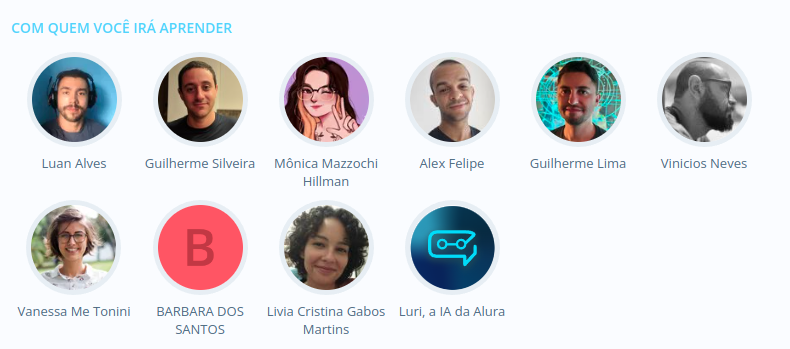 COM QUEM VOCÊ IRÁ APRENDER
Luan Alves
Guilherme Silveira
Mônica Mazzochi
Hillman
Alex Felipe
Guilherme Lima
Vinicios Neves
Vanessa Me Tonini
B
BARBARA DOS
SANTOS
Livia Cristina Gabos
Martins
Luri, a IA da Alura